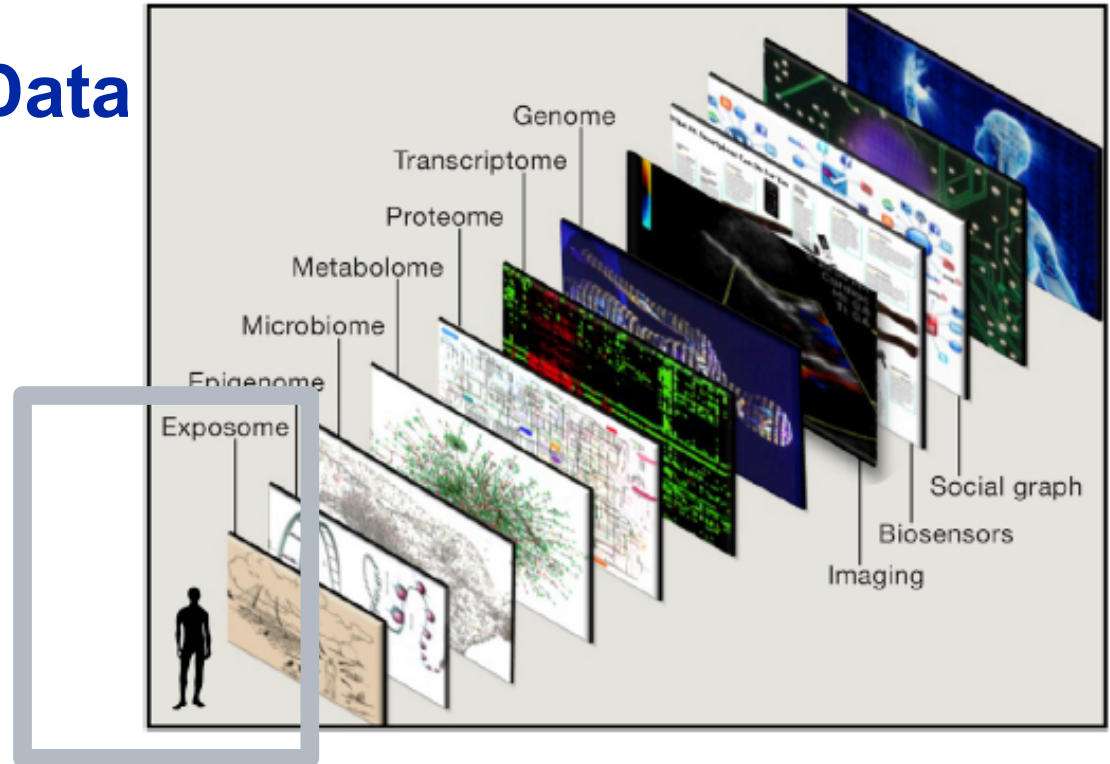 Data
Genome
Transcriptome
Proteome
Metabolome
Microbiome
Epigenome
Exposome
Social graph
Biosensors
Imaging